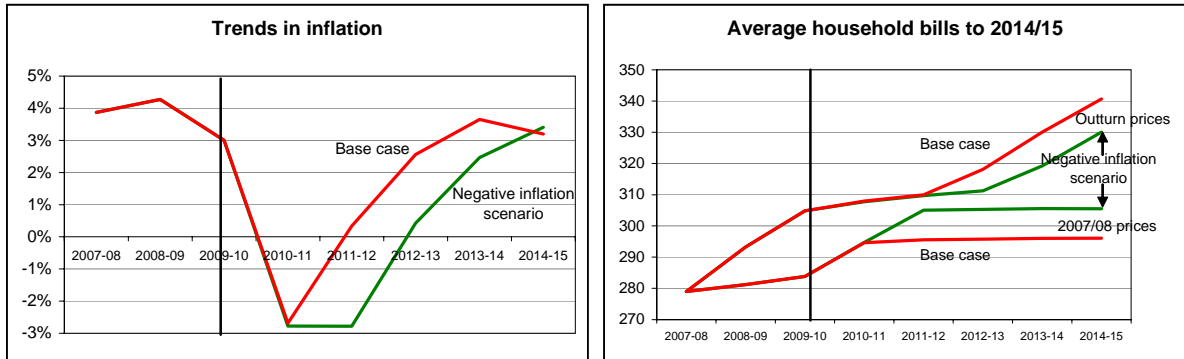 Trends in inflation
5%
4%
3%
2%
1%
0%
-1%
-2%
-3%
2007-08 2008-09 2009-10 2010-11 2011-12 2012-13 2013-14 2014-15
Base case
Negative inflation
scenario
Average household bills to 2014/15
350
340
330
320
310
300
290
280
270
Outturn prices
Base case
Negative inflation
scenario
2007/08 prices
Base case
2007-08 2008-09 2009-10 2010-11 2011-12 2012-13 2013-14 2014-15